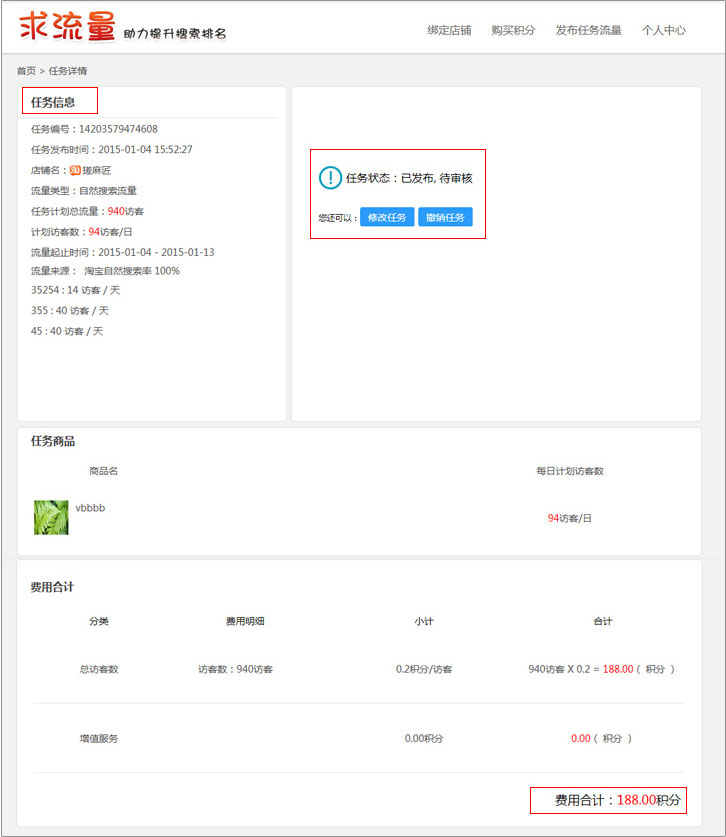 求流量 助力提升搜索排名
绑定店铺 购买积分 发布任务流量 个人中心
首页 > 任务详情
任务信息
任务编号：14203579474608
任务发布时间：2015-01-04 15:52:27
店铺名：淘搓麻匠
流量类型：自然搜索流量
任务计划总流量：940访客
计划访客数：94访客/日
流量起止时间：2015-01-04 - 2015-01-13
流量来源： 淘宝自然搜索率 100%
35254 : 14 访客 / 天
355 : 40 访客 / 天
45 : 40 访客 / 天
任务状态：已发布, 待审核
您还可以： 修改任务 撤销任务
任务商品
商品名 每日计划访客数
vbbbb
94访客/日
费用合计
分类 费用明细 小计 合计
总访客数 访客数：940访客 0.2积分/访客 940访客 X 0.2 = 188.00 ( 积分 )
增值服务 0.00积分 0.00 ( 积分 )
费用合计：188.00积分